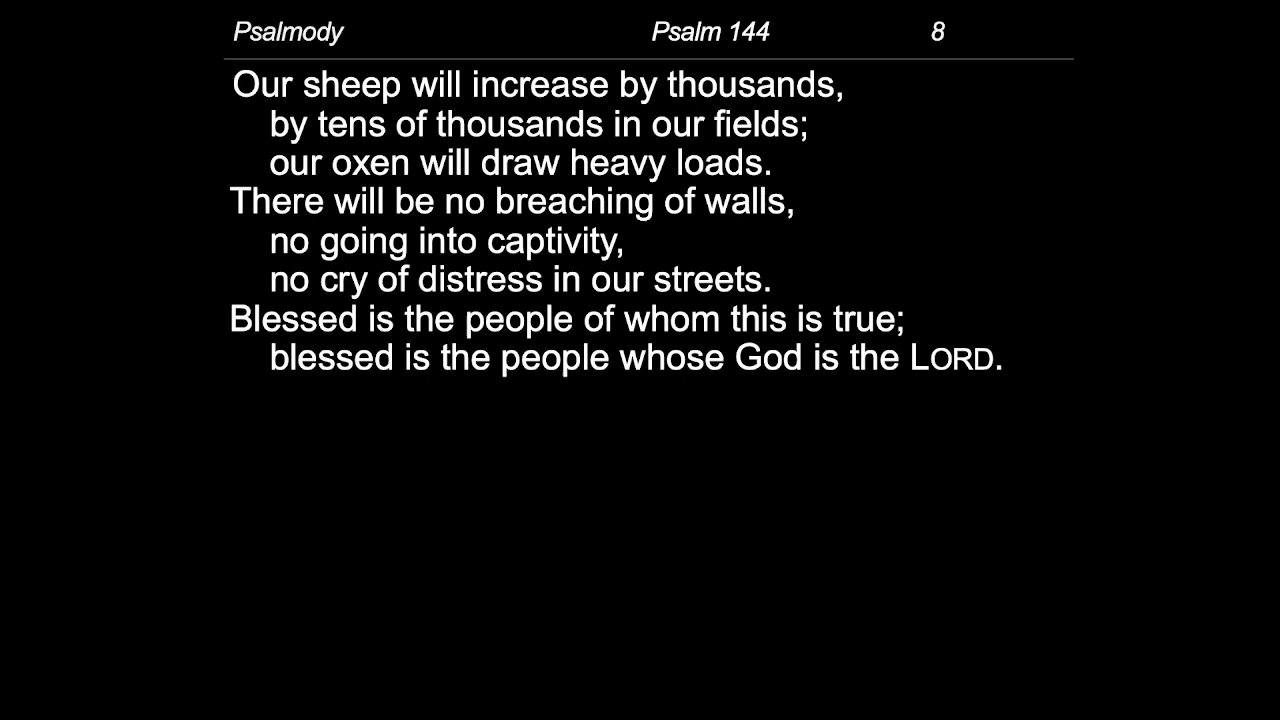 Psalmody Psalm 144 8
Our sheep will increase by thousands,
by tens of thousands in our fields;
our oxen will draw heavy loads.
There will be no breaching of walls,
no going into captivity,
no cry of distress in our streets.
Blessed is the people of whom this is true;
blessed is the people whose God is the LORD.